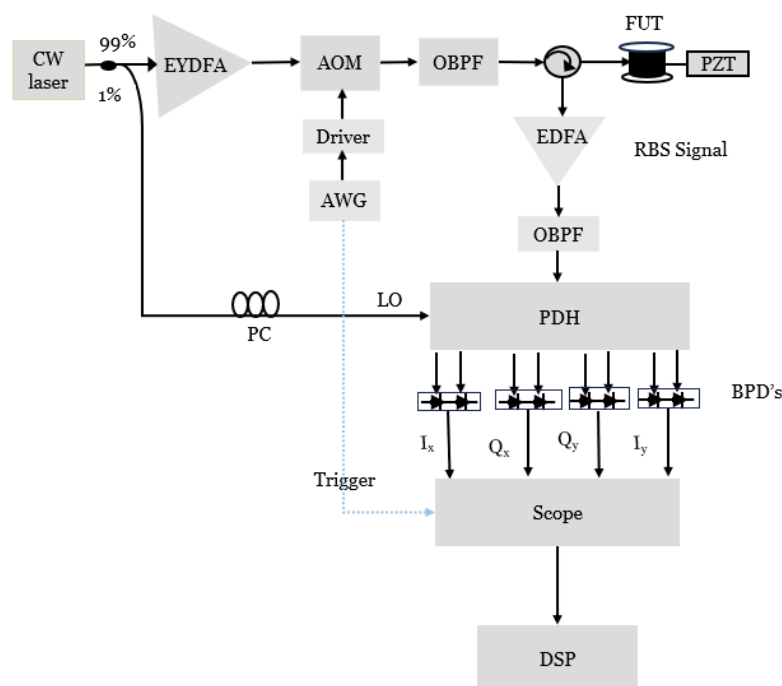 FUT
99%
CW
laser
EYDFA
AOM
OBPF
PZT
1%
Driver
EDFA
RBS Signal
AWG
OBPF
LO
PDH
PC
BPD's
Ix
Qx
Qy
Iy
Trigger
Scope
DSP